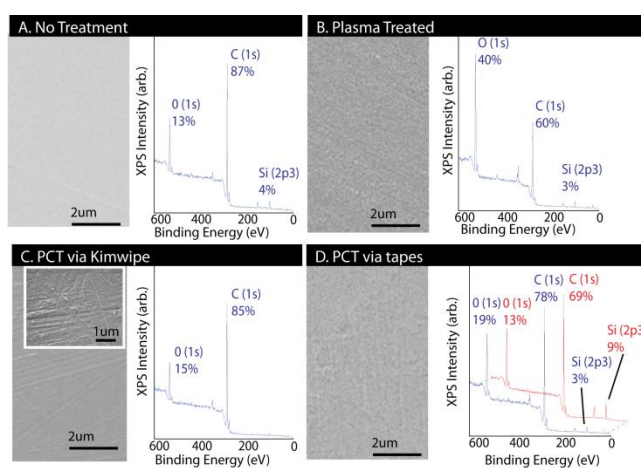 A. No Treatment
XPS Intensity (arb.)
C (1s)
87%
0 (1s)
13%
Si (2p3)
4%
2um
600 400 200 0
Binding Energy (eV)
B. Plasma Treated
XPS Intensity (arb.)
O (1s)
40%
C (1s)
60%
Si (2p3)
3%
2um
600 400 200 0
Binding Energy (eV)
C. PCT via Kimwipe
1um
XPS Intensity (arb.)
C (1s)
85%
0 (1s)
15%
2um
600 400 200 0
Binding Energy (eV)
D. PCT via tapes
XPS Intensity (arb.)
C (1s) C (1s)
78% 69%
0 (1s) 0 (1s)
19% 13%
Si (2p3)
9%
Si (2p3)
3%
2um
600 400 200 0
Binding Energy (eV)